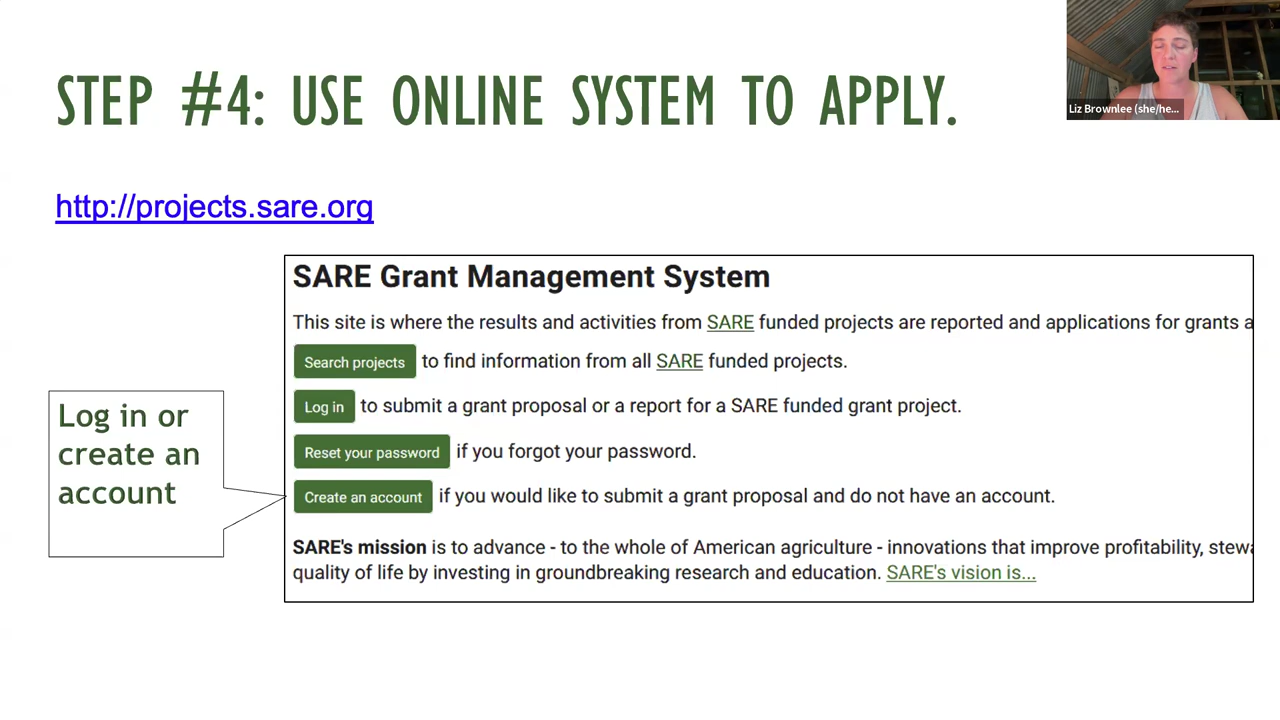 STEP #4: USE ONLINE SYSTEM TO APPLY.
Liz Brownlee (she/he...
http://projects.sare.org
SARE Grant Management System
This site is where the results and activities from SARE funded projects are reported and applications for grants a
Search projects to find information from all SARE funded projects.
Log in to submit a grant proposal or a report for a SARE funded grant project.
Log in or
create an
account
Reset your password if you forgot your password.
Create an account if you would like to submit a grant proposal and do not have an account.
SARE's mission is to advance - to the whole of American agriculture - innovations that improve profitability, stewa
quality of life by investing in groundbreaking research and education. SARE's vision is...